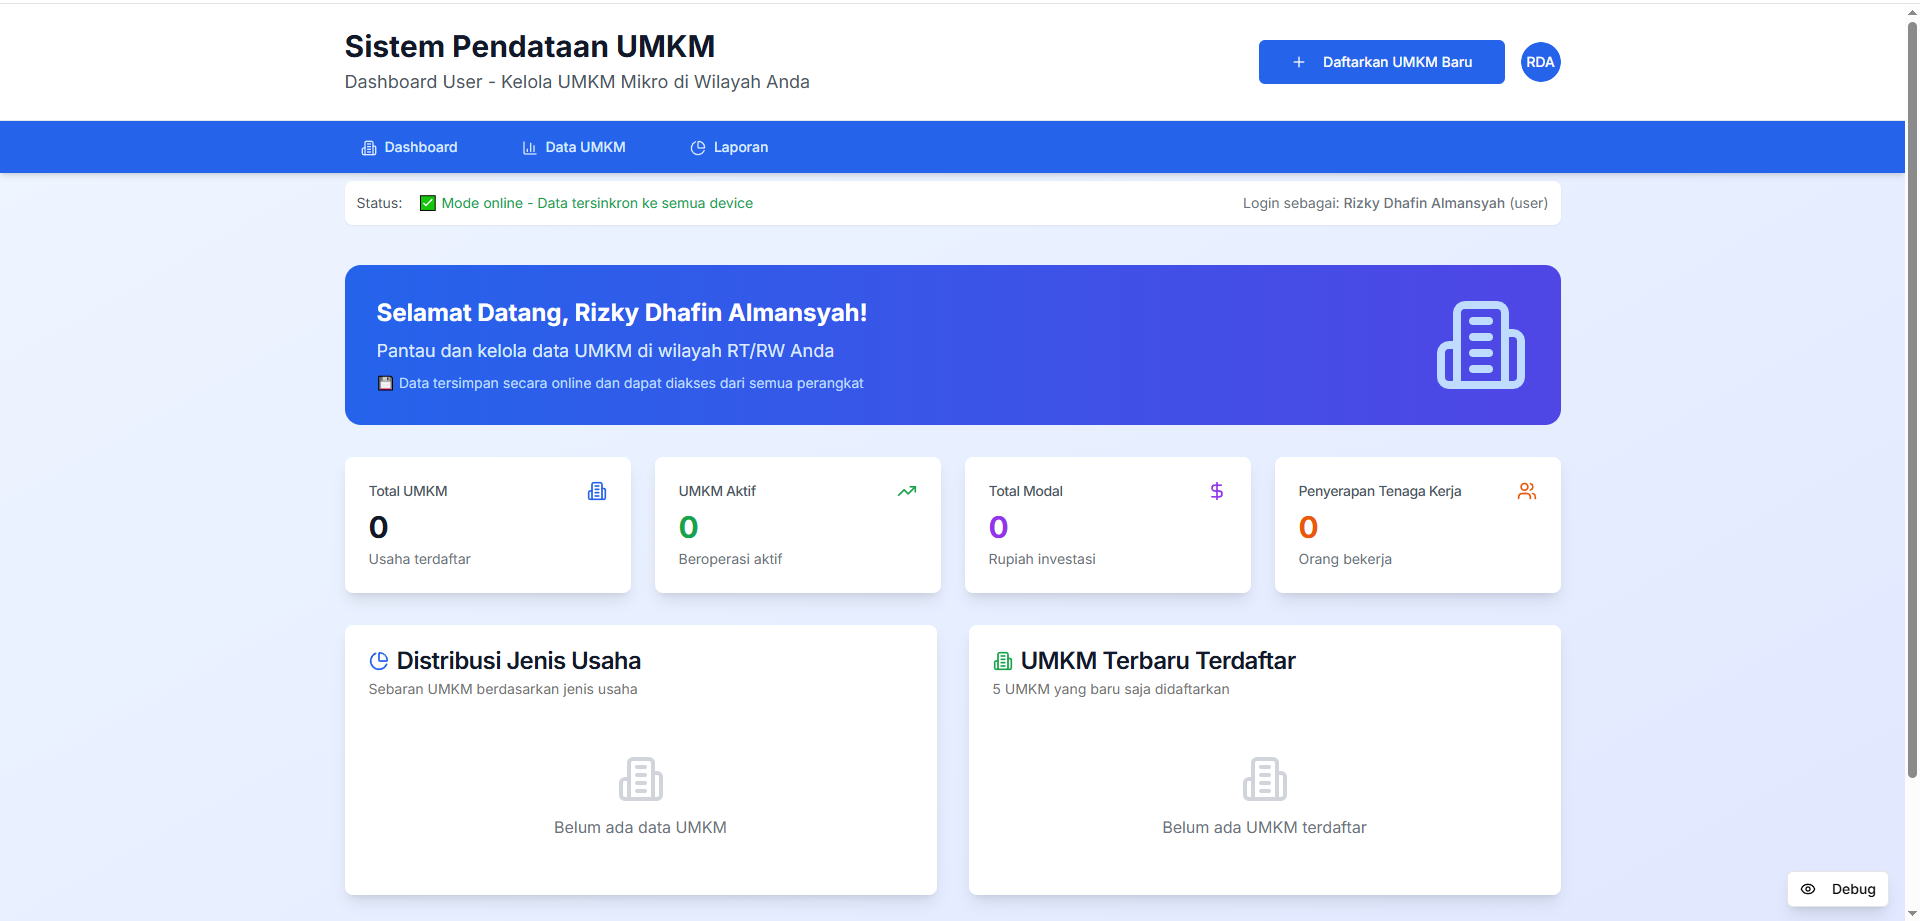 Sistem Pendataan UMKM
Dashboard User - Kelola UMKM Mikro di Wilayah Anda
Daftarkan UMKM Baru
RDA
Dashboard
Data UMKM
Laporan
Status:
Mode online - Data tersinkron ke semua device
Login sebagai: Rizky Dhafin Almansyah (user)
Selamat Datang, Rizky Dhafin Almansyah!
Pantau dan kelola data UMKM di wilayah RT/RW Anda
Data tersimpan secara online dan dapat diakses dari semua perangkat
Total UMKM
0
Usaha terdaftar
UMKM Aktif
0
Beroperasi aktif
Total Modal
0
Rupiah investasi
Penyerapan Tenaga Kerja
0
Orang bekerja
Distribusi Jenis Usaha
Sebaran UMKM berdasarkan jenis usaha
Belum ada data UMKM
UMKM Terbaru Terdaftar
5 UMKM yang baru saja didaftarkan
Belum ada UMKM terdaftar
Debug